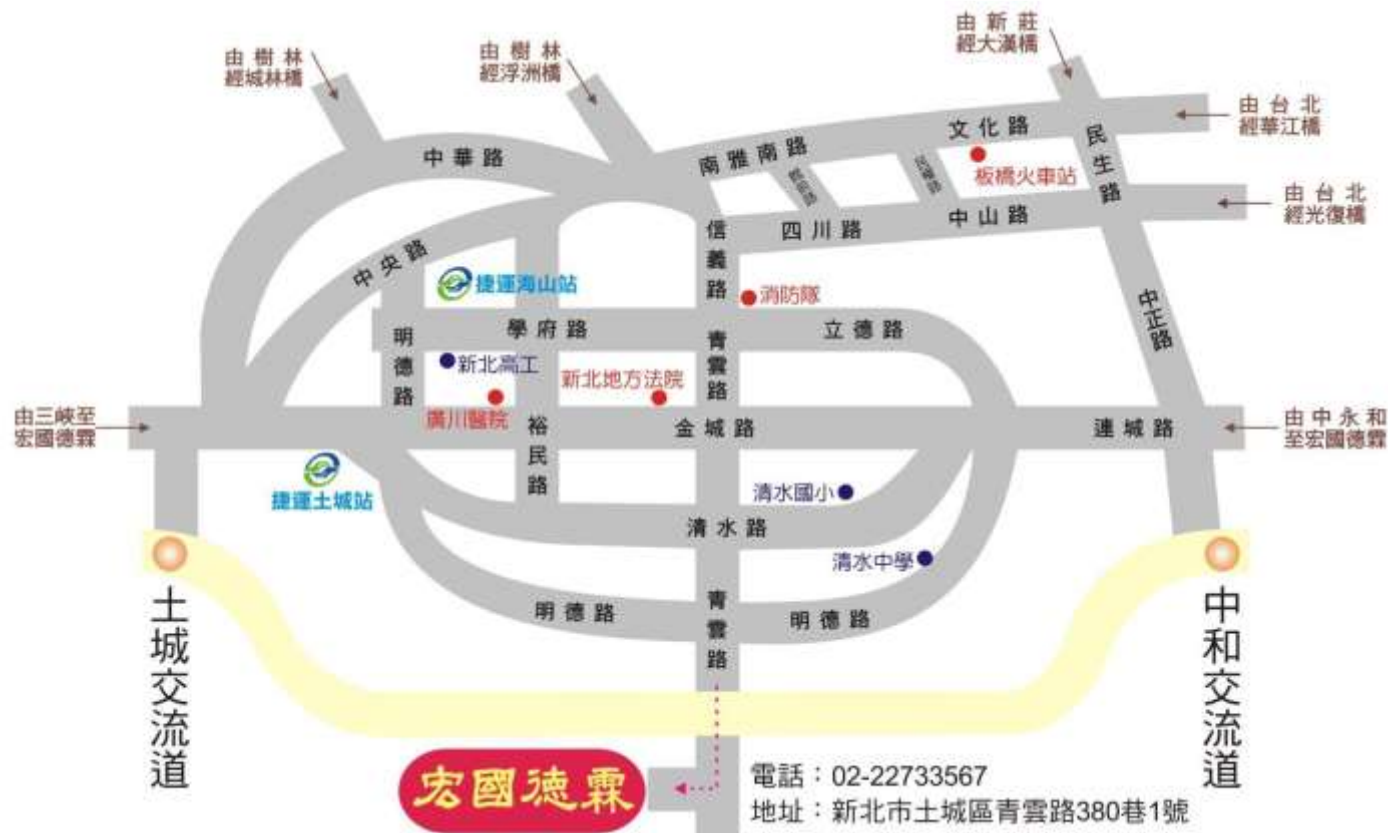 由樹林
經城林橋
由樹林
經浮洲橋
由新莊
經大漢橋
由台北
經華江橋
由台北
經光復橋
中華路
南雅南路
文化路
民生路
板橋火車站
四川路
中山路
信義路
中央路
捷運海山站
消防隊
中正路
明德路
學府路
青雲路
立德路
新北高工
新北地方法院
廣川醫院
由三峽至
宏國德霖
裕民路
金城路
連城路
由中永和
至宏國德霖
捷運土城站
清水國小
清水路
清水中學
明德路
青雲路
明德路
土城交流道
中和交流道
宏國德霖
電話：02-22733567
地址：新北市土城區青雲路380巷1號